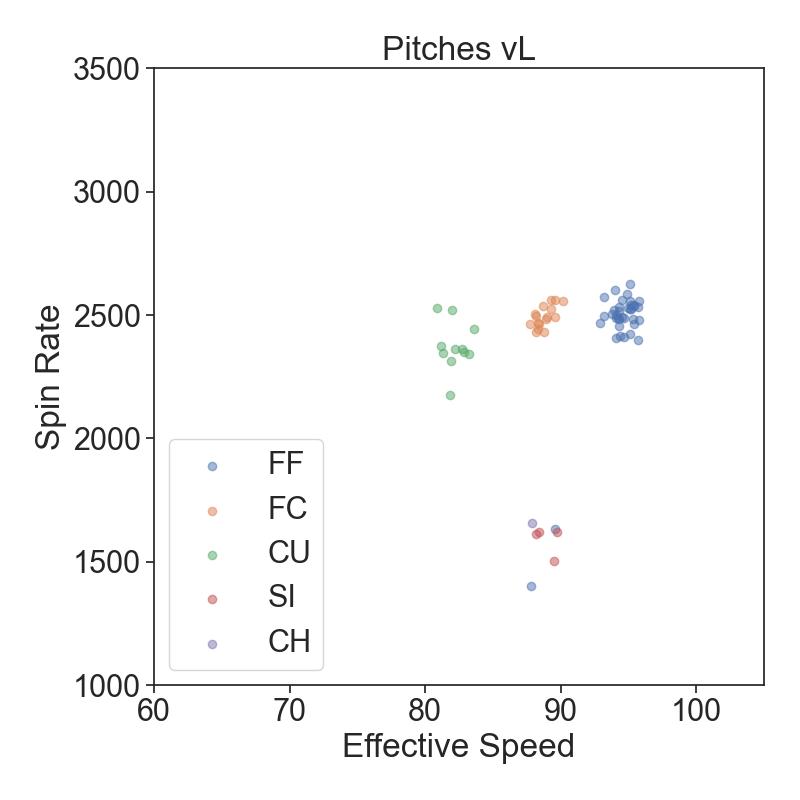 Pitches vL
3500
3000
2500
2000
1500
1000
Spin Rate
FF
FC
CU
SI
CH
60 70 80 90 100
Effective Speed